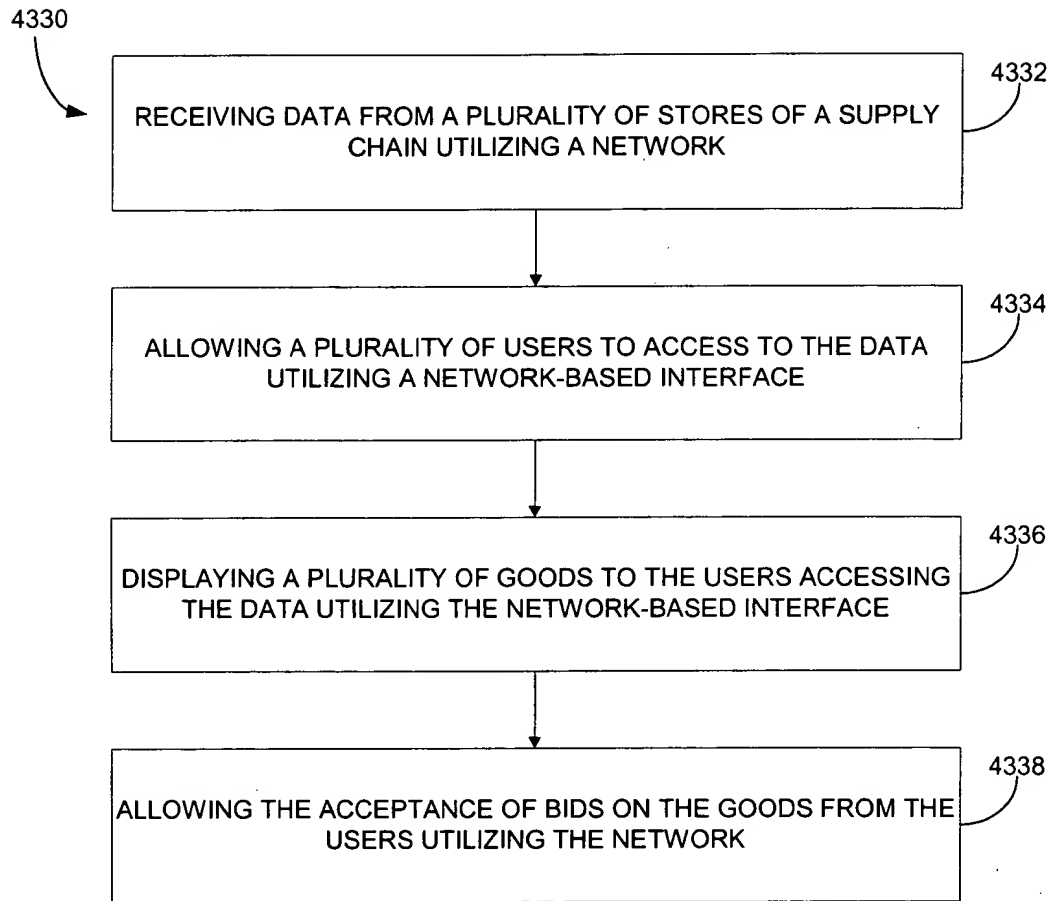 4330
4332
RECEIVING DATA FROM A PLURALITY OF STORES OF A SUPPLY
CHAIN UTILIZING A NETWORK
4334
ALLOWING A PLURALITY OF USERS TO ACCESS TO THE DATA
UTILIZING A NETWORK-BASED INTERFACE
4336
DISPLAYING A PLURALITY OF GOODS TO THE USERS ACCESSING
THE DATA UTILIZING THE NETWORK-BASED INTERFACE
4338
ALLOWING THE ACCEPTANCE OF BIDS ON THE GOODS FROM THE
USERS UTILIZING THE NETWORK